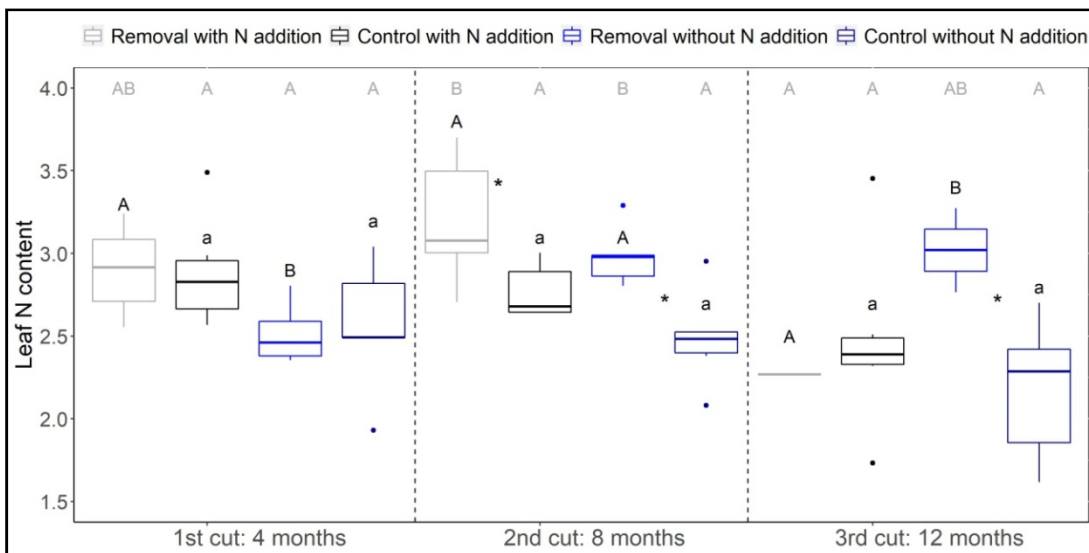 Removal with N addition Control with N addition Removal without N addition Control without N addition
4.0 AB A A A B A B A A A AB A
A
3.5
* B
A a A
3.0
a a A a
B * *
a a
2.5 A
2.0
1.5
Leaf N content
1st cut: 4 months 2nd cut: 8 months 3rd cut: 12 months